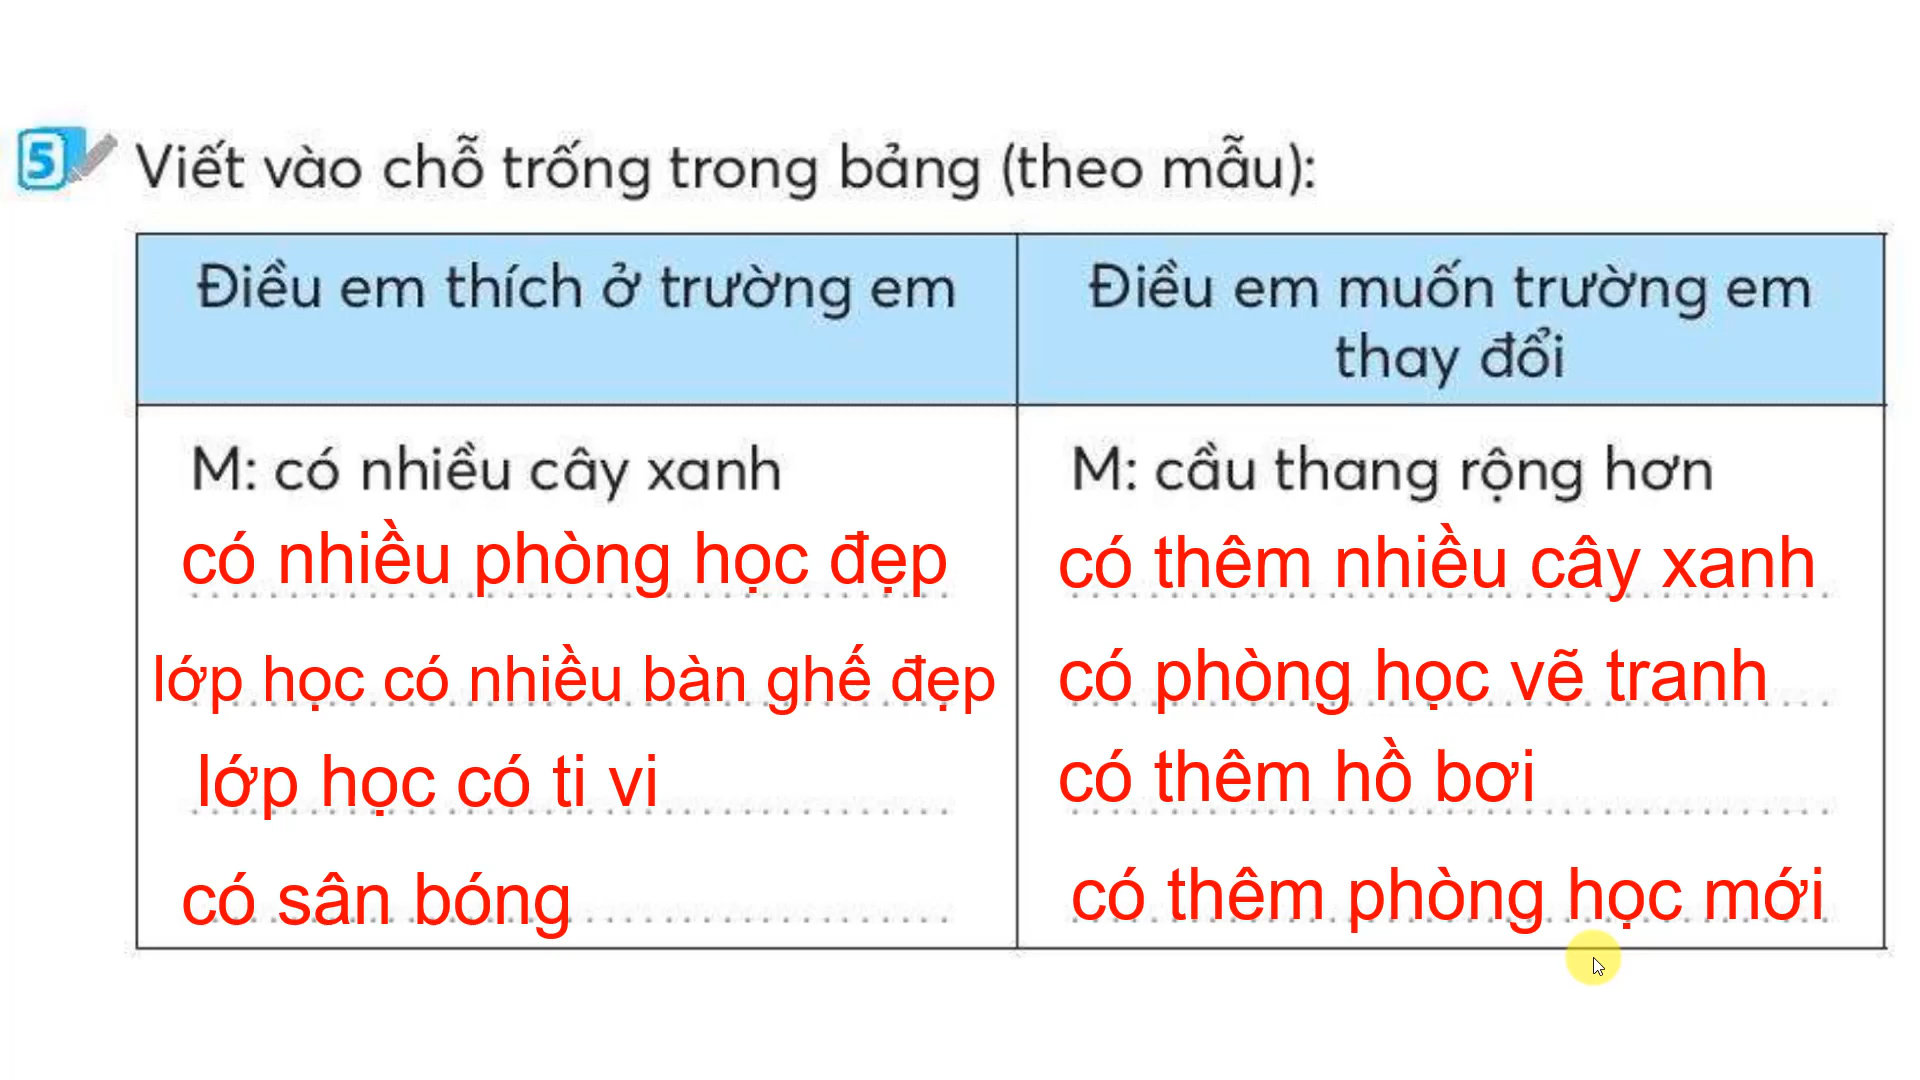 5 Viết vào chỗ trống trong bảng (theo mẫu):
Điều em thích ở trường em
Điều em muốn trường em
thay đổi
M: có nhiều cây xanh
có nhiều phòng học đẹp
lớp học có nhiều bàn ghế đẹp
lớp học có ti vi
có sân bóng
M: cầu thang rộng hơn
có thêm nhiều cây xanh
có phòng học vẽ tranh
có thêm hồ bơi
có thêm phòng học mới